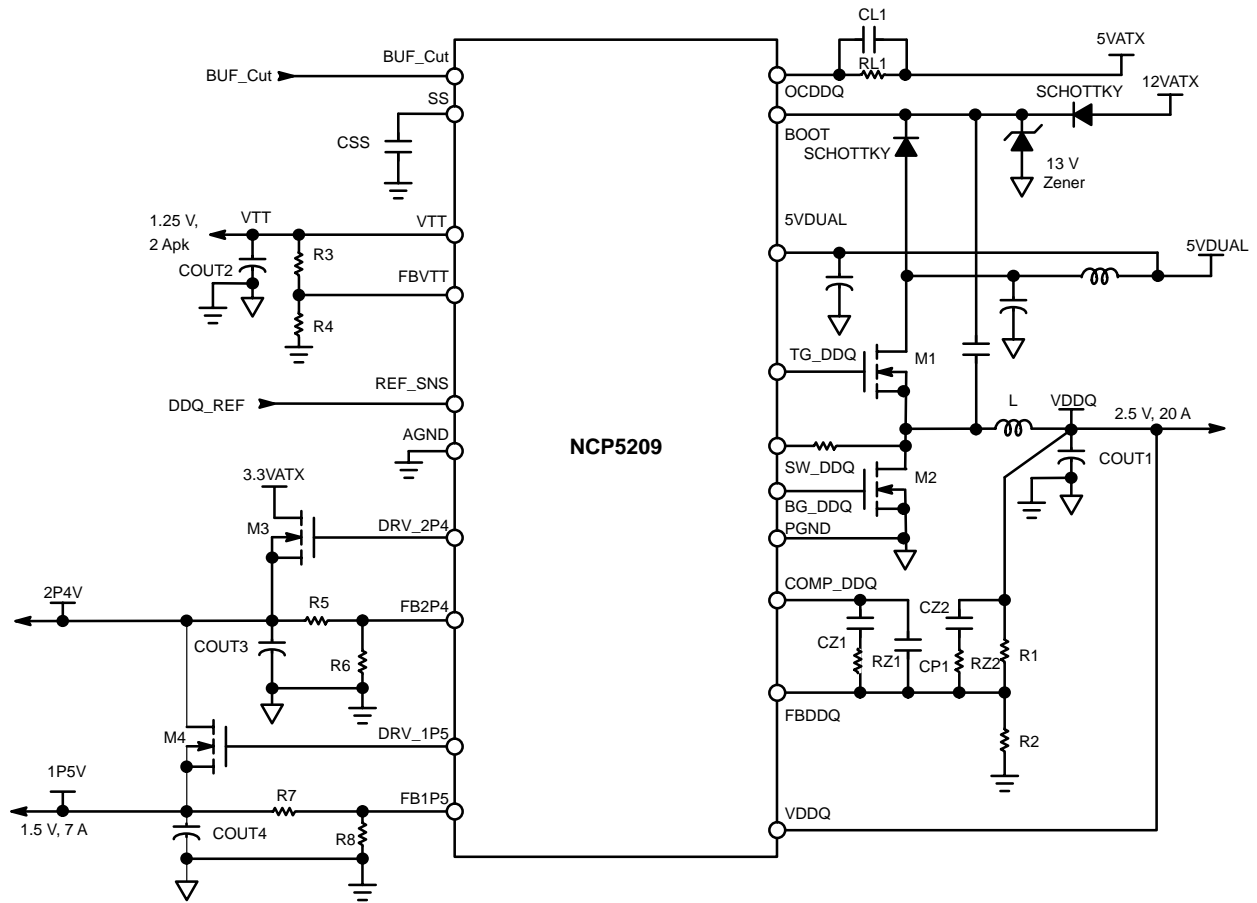 CL1
5VATX
BUF_Cut
BUF_Cut
RL1
OCDDQ
12VATX
SCHOTTKY
SS
BOOT
SCHOTTKY
CSS
13 V
Zener
5VDUAL
1.25 V,
2 Apk
VTT
VTT
5VDUAL
R3
COUT2
FBVTT
R4
TG_DDQ
M1
REF_SNS
DDQ_REF
L
VDDQ
2.5 V, 20 A
AGND
NCP5209
SW_DDQ
COUT1
3.3VATX
M2
BG_DDQ
M3
DRV_2P4
PGND
2P4V
R5
FB2P4
COMP_DDQ
CZ2
COUT3
R6
CZ1
RZ1
CP1
RZ2
R1
FBDDQ
M4
DRV_1P5
R2
1P5V
R7
FB1P5
VDDQ
1.5 V, 7 A
COUT4
R8